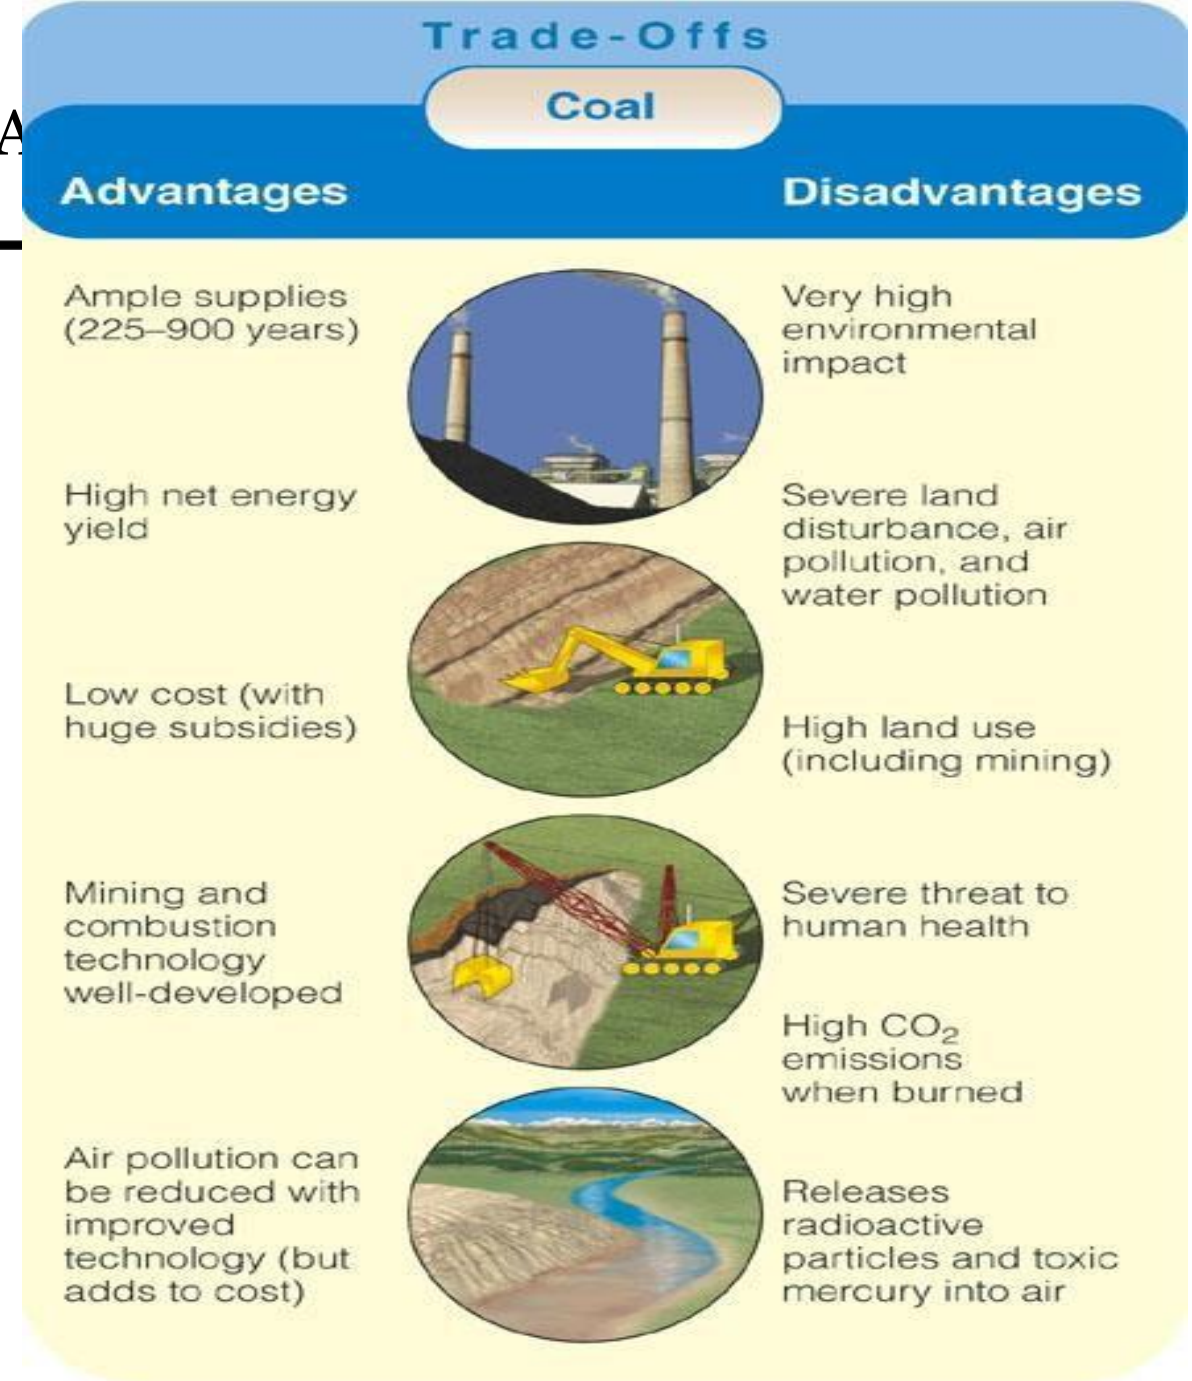 Trade-Offs
Coal
A
Advantages
Disadvantages
Ample supplies
(225–900 years)
High net energy
yield
Low cost (with
huge subsidies)
Mining and
combustion
technology
well-developed
Air pollution can
be reduced with
improved
technology (but
adds to cost)
Very high
environmental
impact
Severe land
disturbance, air
pollution, and
water pollution
High land use
(including mining)
Severe threat to
human health
High CO₂
emissions
when burned
Releases
radioactive
particles and toxic
mercury into air